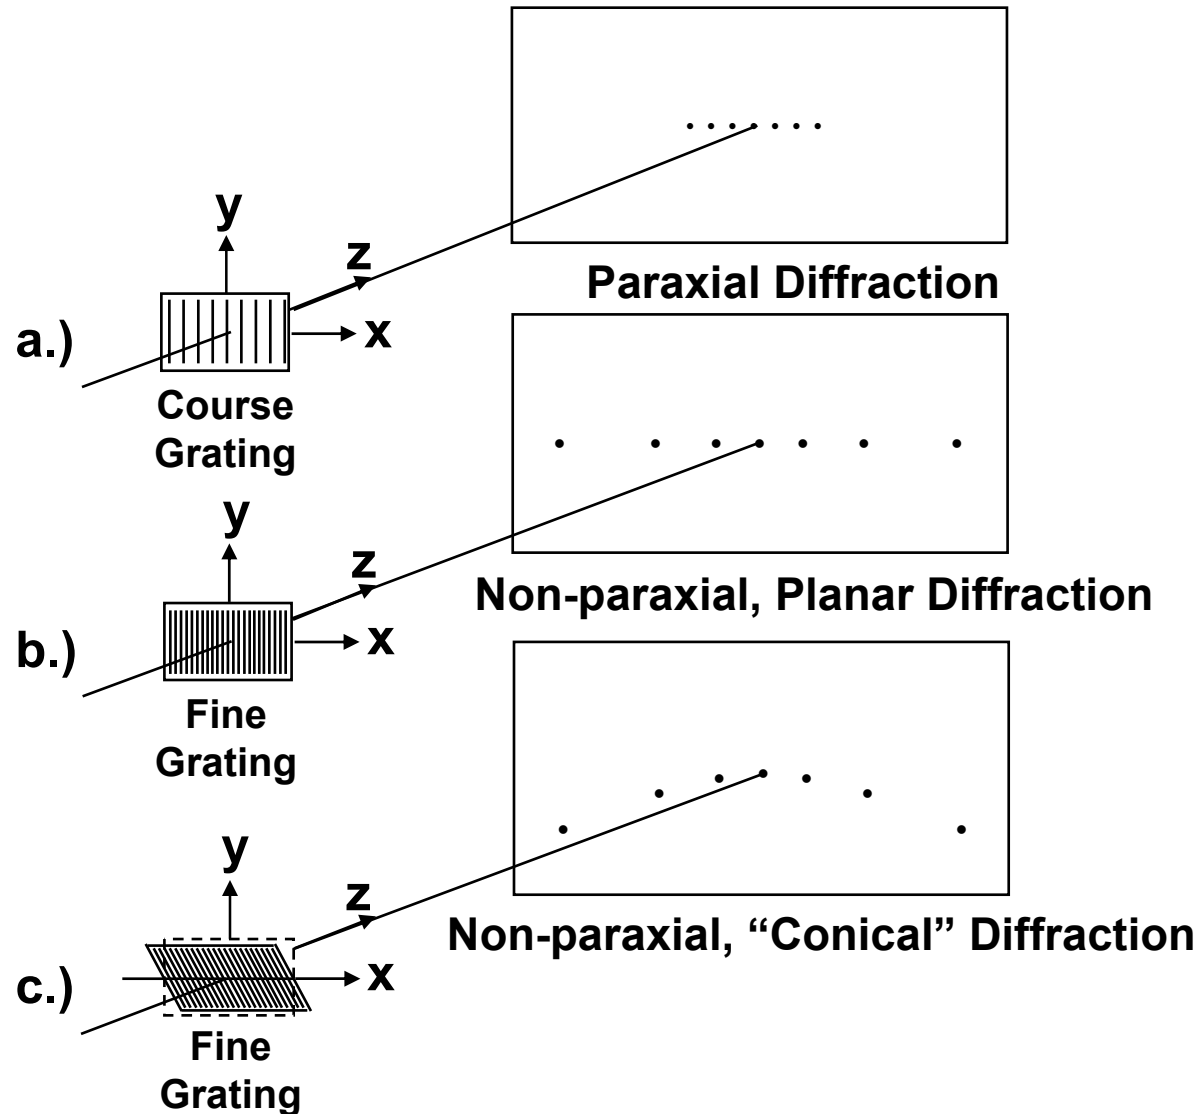 y
z
x
a.)
Course
Grating
Paraxial Diffraction
y
z
x
b.)
Fine
Grating
Non-paraxial, Planar Diffraction
y
z
x
c.)
Fine
Grating
Non-paraxial, “Conical” Diffraction